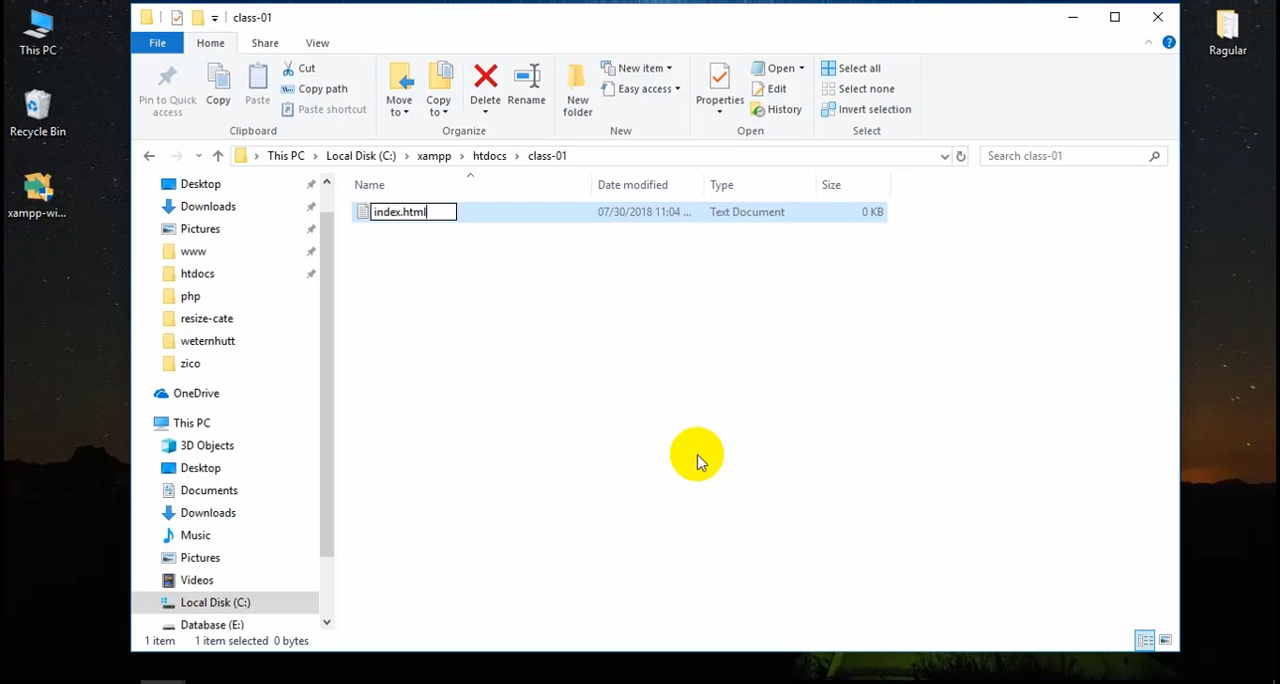 This PC
Recycle Bin
xampp-wi...
Ragular
class-01
File
Home
Share
View
Pin to Quick
access
Copy
Paste
Cut
Copy path
Paste shortcut
Clipboard
Move
to
Copy
to
Delete
Rename
Organize
New
folder
New item
Easy access
New
Properties
Open
Edit
History
Open
Select all
Select none
Invert selection
Select
This PC > Local Disk (C:) > xampp > htdocs > class-01
Search class-01
Name
Date modified
Type
Size
index.html
07/30/2018 11:04 ...
Text Document
0 KB
Desktop
Downloads
Pictures
www
htdocs
php
resize-cate
weternhutt
zico
OneDrive
This PC
3D Objects
Desktop
Documents
Downloads
Music
Pictures
Videos
Local Disk (C:)
Database (E:)
1 item
1 item selected 0 bytes